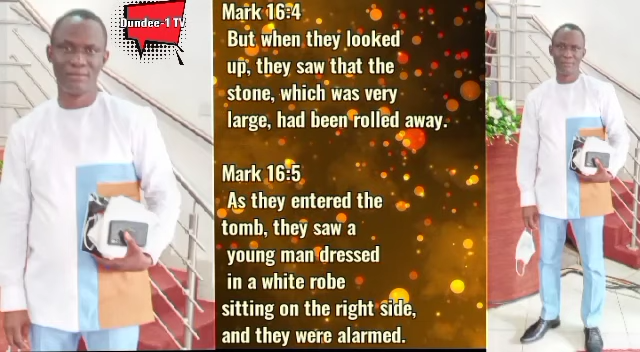 Dundee-1 TV
Mark 16:4
But when they looked
up, they saw that the
stone, which was very
large, had been rolled away.
Mark 16:5
As they entered the
tomb, they saw a
young man dressed
in a white robe
sitting on the right side,
and they were alarmed.